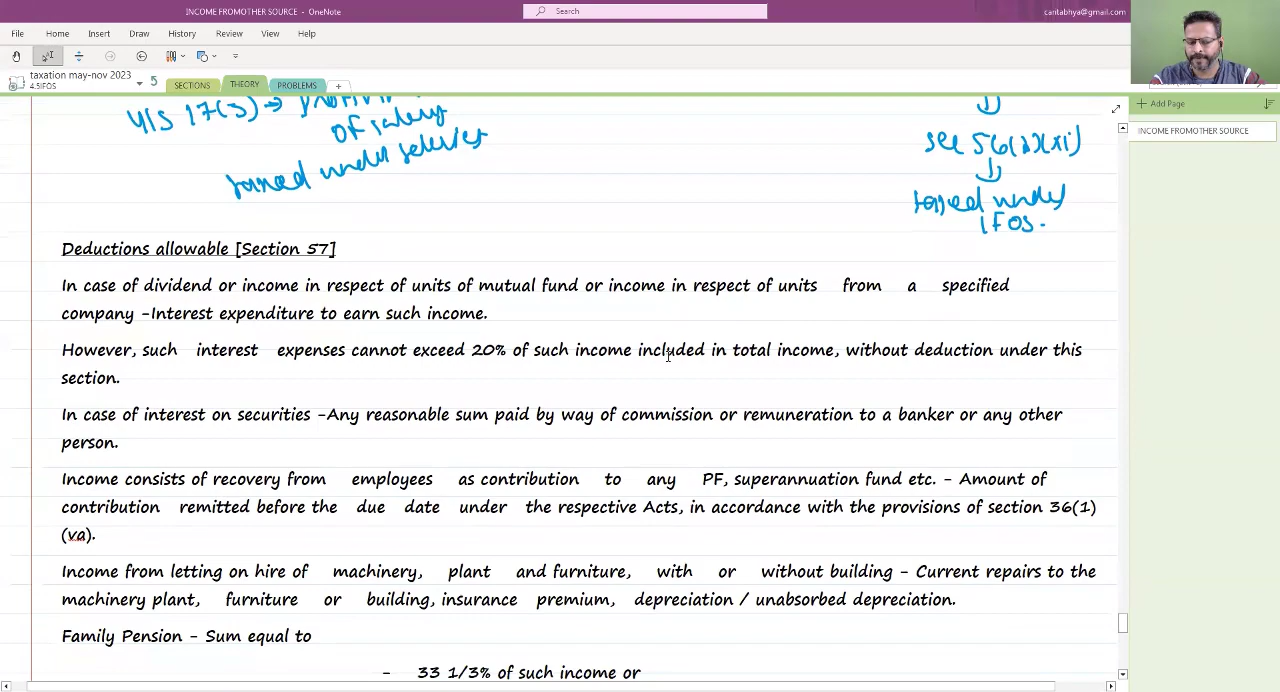 INCOME FROMOTHER SOURCE - OneNote
Search
cantabhya@gmail.com
File Home Insert Draw History Review View Help
taxation may-nov 2023
4.5IFOS
SECTIONS THEORY PROBLEMS +
+ Add Page
INCOME FROMOTHER SOURCE
u/s 17(3) →
of salary
taxed under salaries
sec 56(2)(xi)
taxed under
IFOS.
Deductions allowable [Section 57]
In case of dividend or income in respect of units of mutual fund or income in respect of units from a specified
company -Interest expenditure to earn such income.
However, such interest expenses cannot exceed 20% of such income included in total income, without deduction under this
section.
In case of interest on securities -Any reasonable sum paid by way of commission or remuneration to a banker or any other
person.
Income consists of recovery from employees as contribution to any PF, superannuation fund etc. - Amount of
contribution remitted before the due date under the respective Acts, in accordance with the provisions of section 36(1)
(va).
Income from letting on hire of machinery, plant and furniture, with or without building - Current repairs to the
machinery plant, furniture or building, insurance premium, depreciation / unabsorbed depreciation.
Family Pension - Sum equal to
- 33 1/3% of such income or